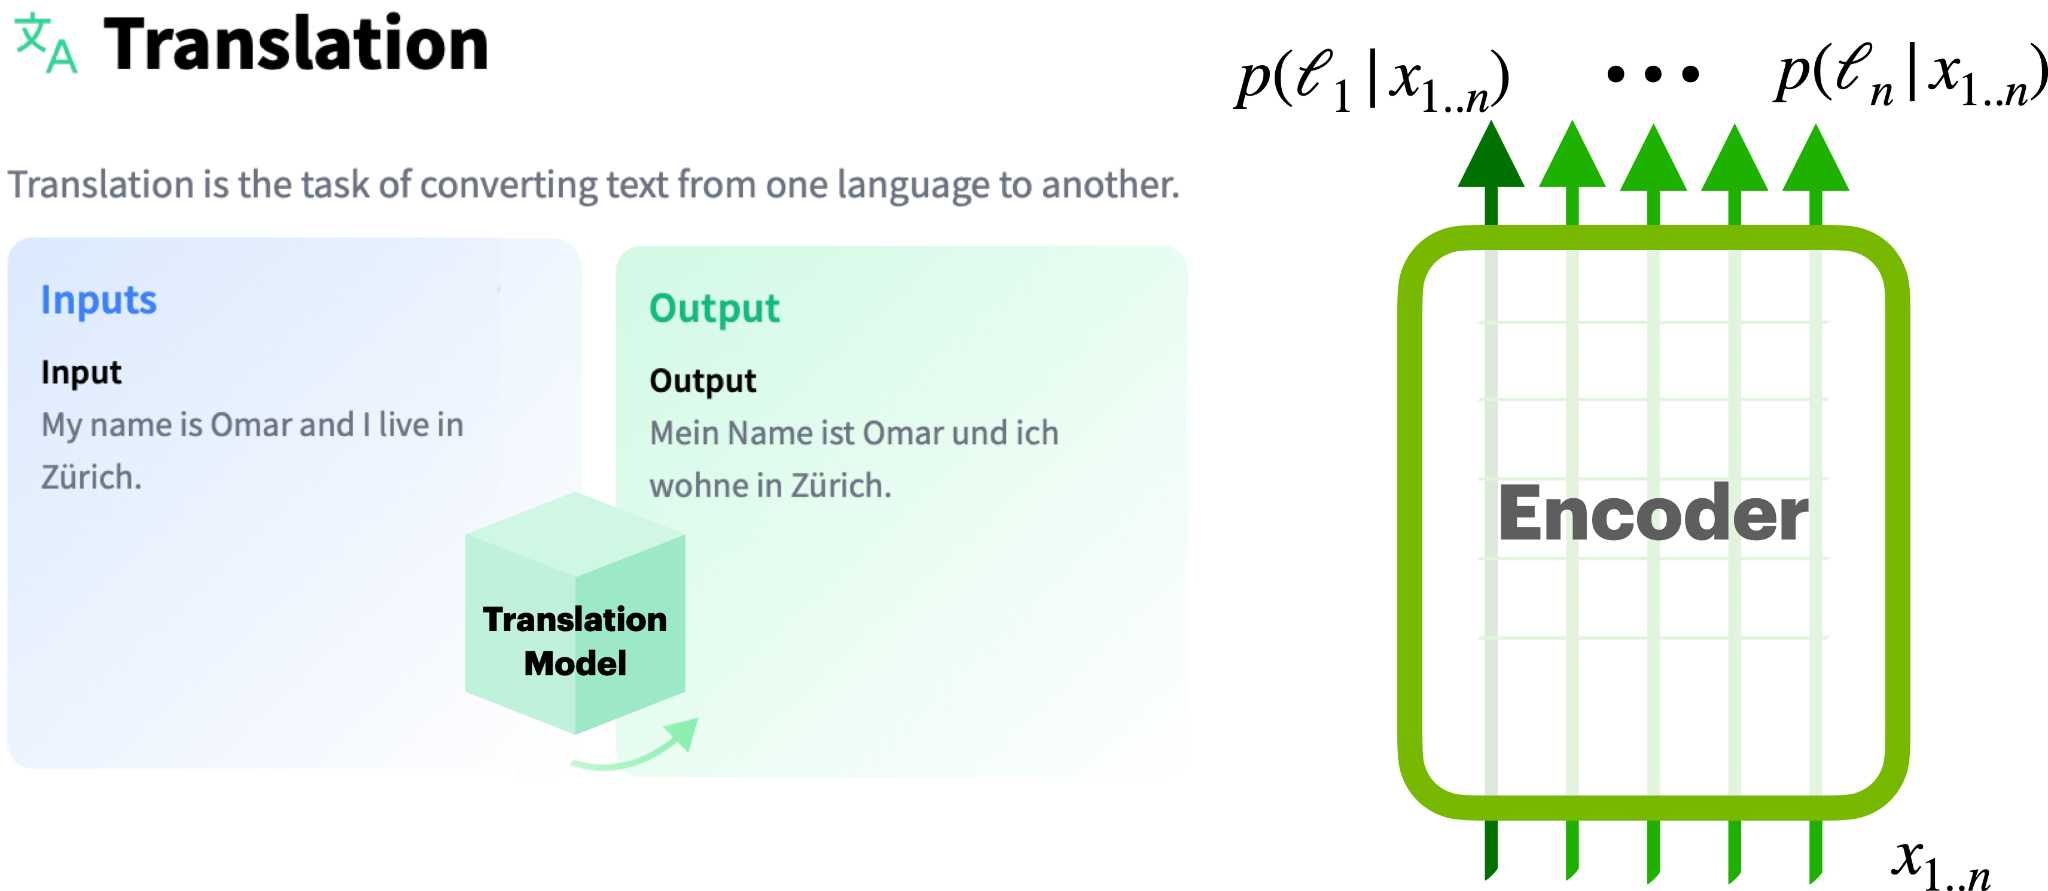 文A Translation
Translation is the task of converting text from one language to another.
Inputs
Input
My name is Omar and I live in
Zürich.
Output
Output
Mein Name ist Omar und ich
wohne in Zürich.
Translation
Model
p(ℓ₁|x₁..ₙ) ••• p(ℓₙ|x₁..ₙ)
Encoder
x₁..ₙ